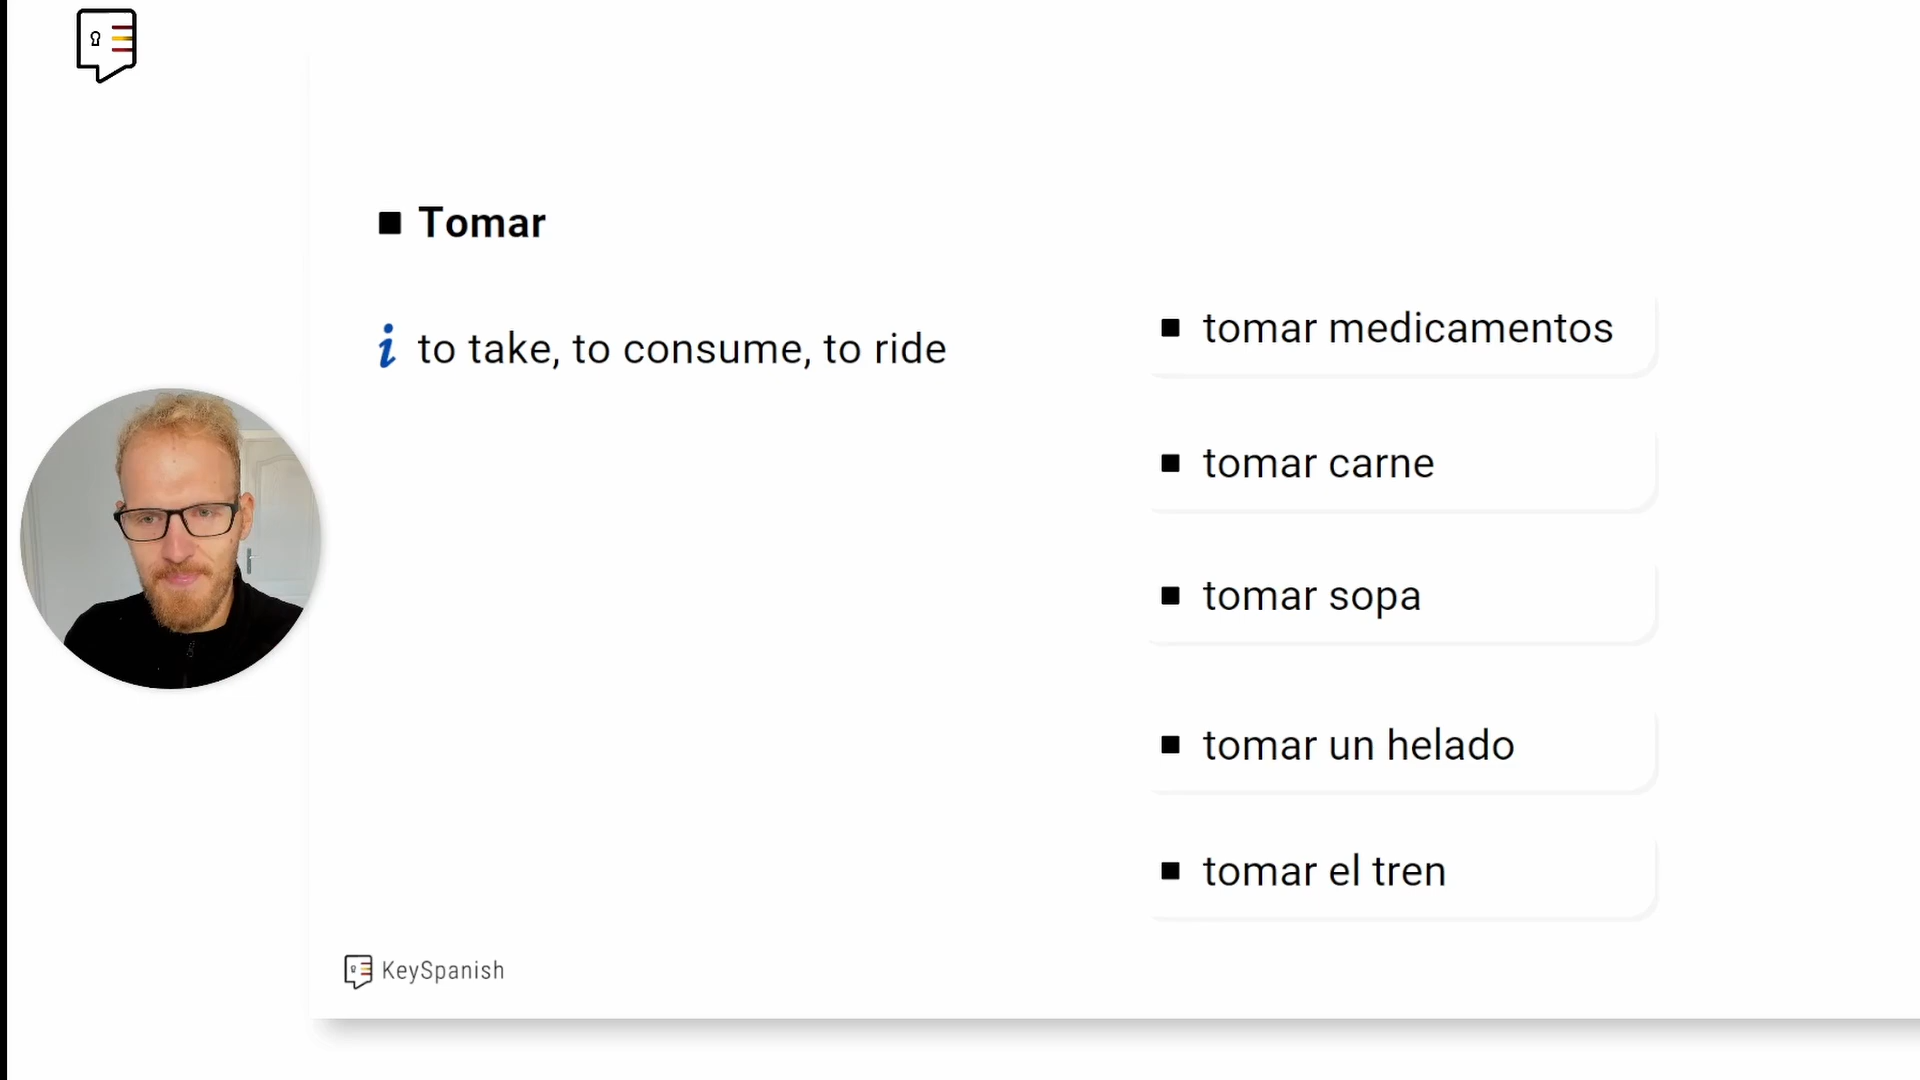 Tomar
to take, to consume, to ride
tomar medicamentos
tomar carne
tomar sopa
tomar un helado
tomar el tren
KeySpanish